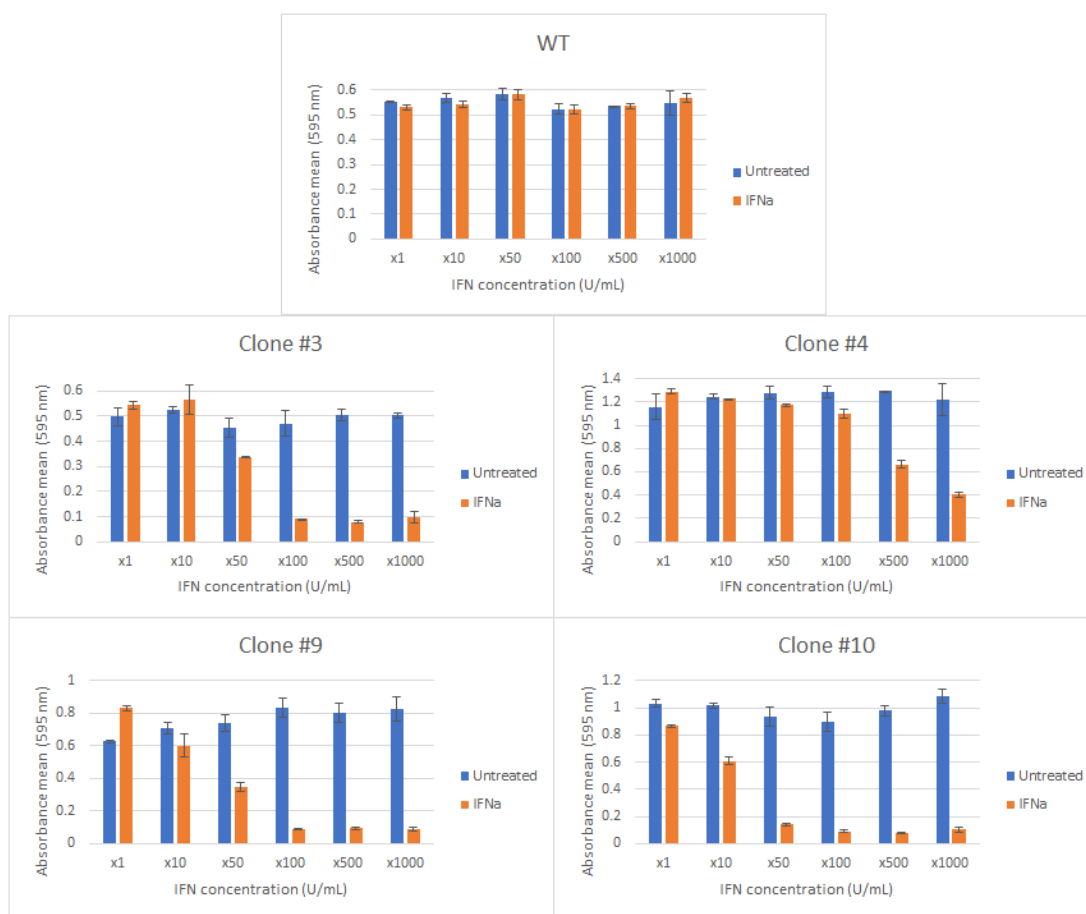 WT
Absorbance mean (595 nm)
0.6
0.5
0.4
0.3
0.2
0.1
0
x1 x10 x50 x100 x500 x1000
IFN concentration (U/mL)
Untreated
IFNa
Clone #3
Absorbance mean (595 nm)
0.6
0.5
0.4
0.3
0.2
0.1
0
x1 x10 x50 x100 x500 x1000
IFN concentration (U/mL)
Untreated
IFNa
Clone #4
Absorbance mean (595 nm)
1.4
1.2
1
0.8
0.6
0.4
0.2
0
x1 x10 x50 x100 x500 x1000
IFN concentration (U/mL)
Untreated
IFNa
Clone #9
Absorbance mean (595 nm)
1
0.8
0.6
0.4
0.2
0
x1 x10 x50 x100 x500 x1000
IFN concentration (U/mL)
Untreated
IFNa
Clone #10
Absorbance mean (595 nm)
1.2
1
0.8
0.6
0.4
0.2
0
x1 x10 x50 x100 x500 x1000
IFN concentration (U/mL)
Untreated
IFNa